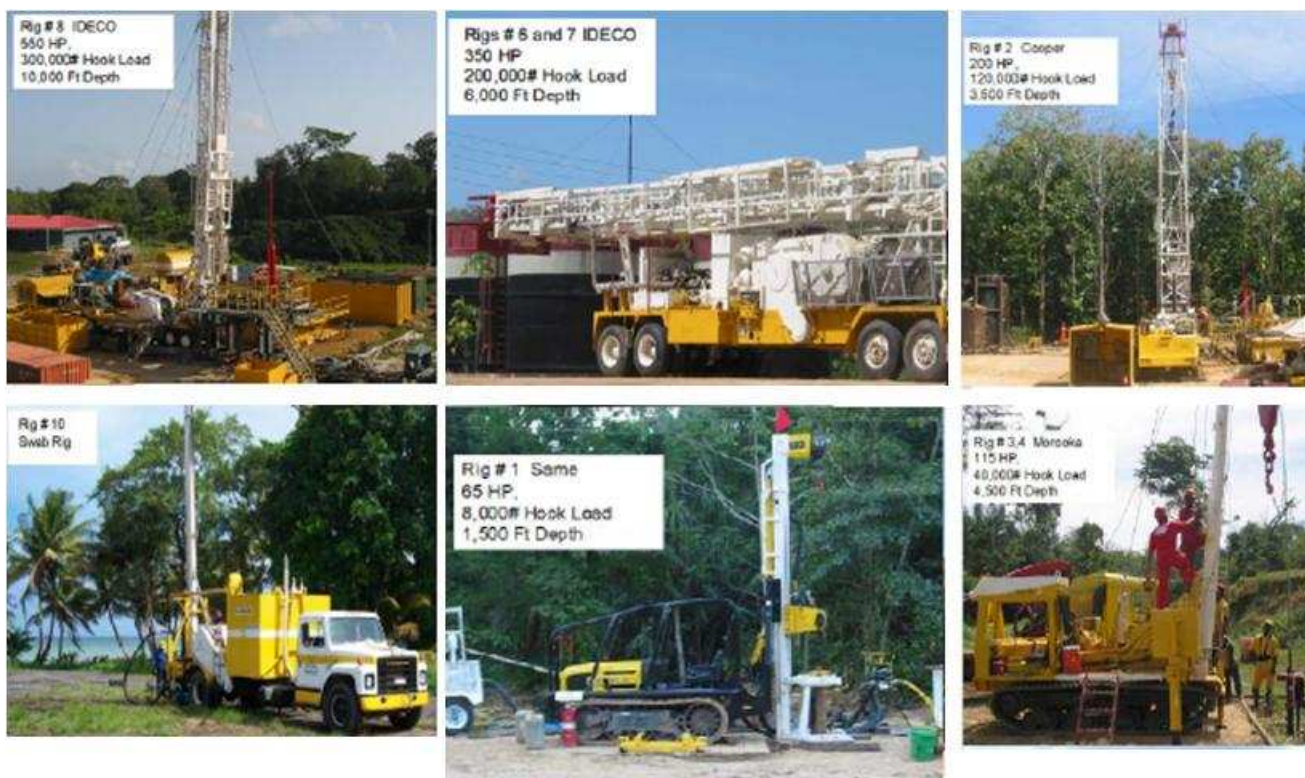 Rig # 8 IDECO
550 HP,
300,000# Hook Load
10,000 Ft Depth
Rigs # 6 and 7 IDECO
350 HP
200,000# Hook Load
6,000 Ft Depth
Rig # 2 Cooper
200 HP,
120,000# Hook Load
3,500 Ft Depth
Rig # 10
Swab Rig
Rig # 1 Same
65 HP,
8,000# Hook Load
1,500 Ft Depth
Rig # 3,4 Morooka
115 HP,
40,000# Hook Load
4,500 Ft Depth